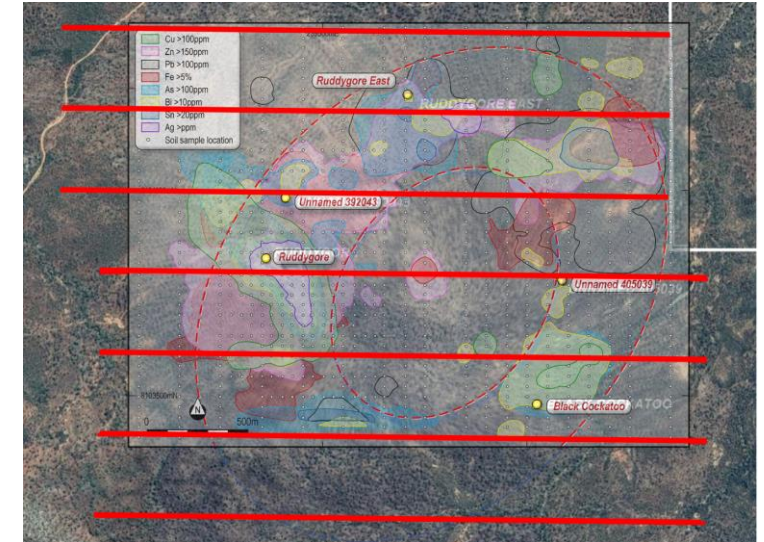 Cu >100ppm
Zn >150ppm
Pb >100ppm
Fe >5%
As >100ppm
Bi >10ppm
Sn >20ppm
Ag >ppm
Soil sample location
Ruddygore East
RUDDYGORE EAST
Unnamed 392043
Ruddygore
Unnamed 405039
Black Cockatoo
N
0 500m